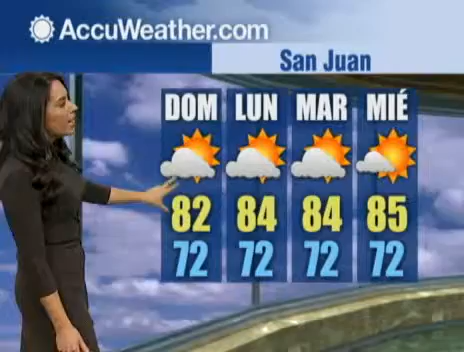 AccuWeather.com
San Juan
DOM LUN MAR MIÉ
82 84 84 85
72 72 72 72